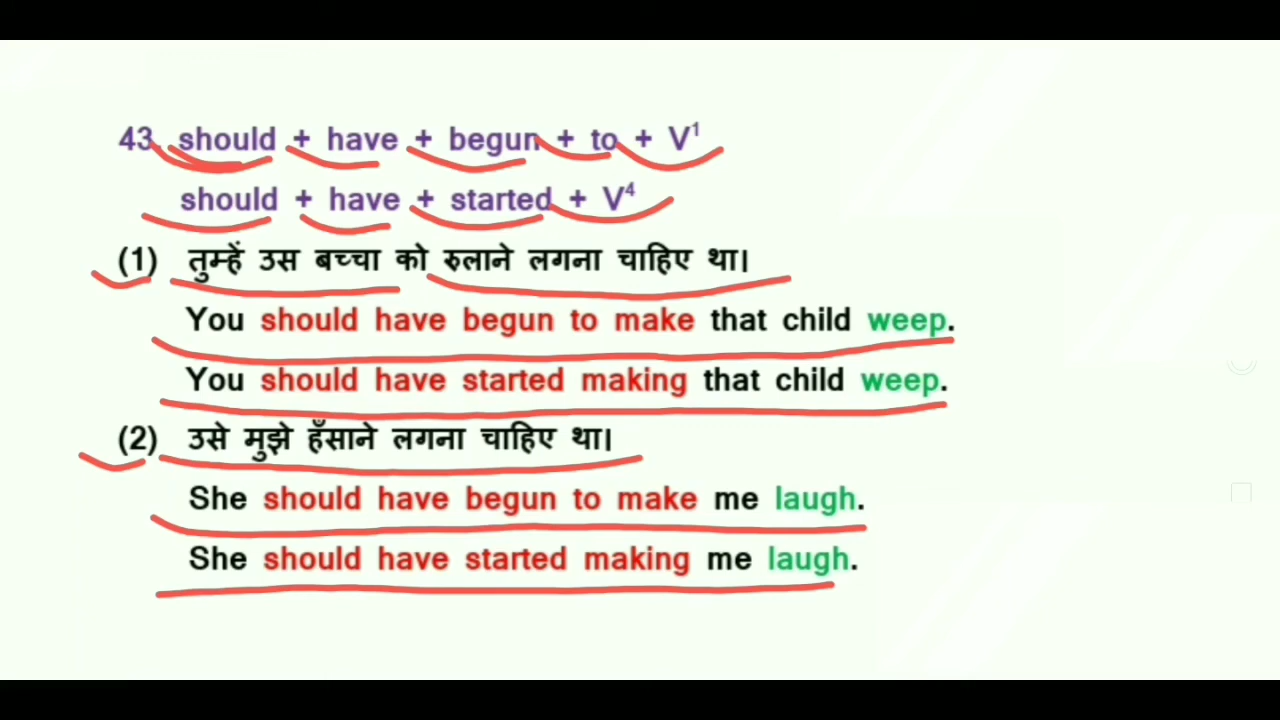 43. should + have + begun + to + V¹
should + have + started + V⁴
(1) तुम्हें उस बच्चा को रुलाने लगना चाहिए था।
You should have begun to make that child weep.
You should have started making that child weep.
(2) उसे मुझे हँसाने लगना चाहिए था।
She should have begun to make me laugh.
She should have started making me laugh.